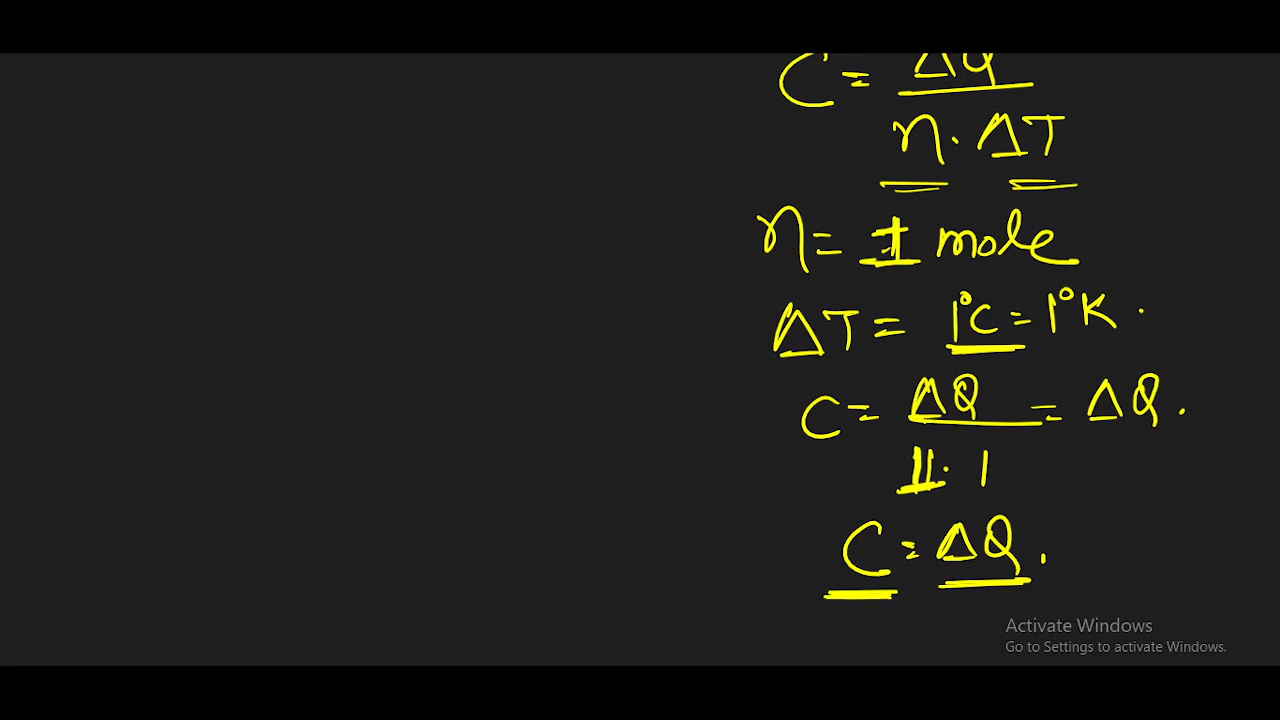 C = ΔQ
n . ΔT
n = 1 mole
ΔT = 1°C = 1°K .
C = ΔQ = ΔQ .
1 . 1
C = ΔQ .
Activate Windows
Go to Settings to activate Windows.